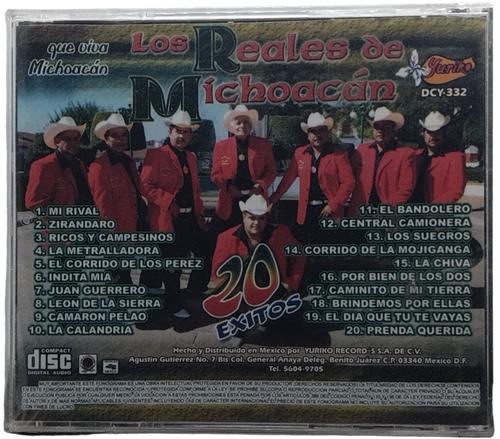 que viva
Michoacán
Los Reales de
Michoacán
Yuriko
DCY-332
1. MI RIVAL
2. ZIRANDARO
3. RICOS Y CAMPESINOS
4. LA METRALLADORA
5. EL CORRIDO DE LOS PEREZ
6. INDITA MIA
7. JUAN GUERRERO
8. LEON DE LA SIERRA
9. CAMARON PELAO
10. LA CALANDRIA
11. EL BANDOLERO
12. CENTRAL CAMIONERA
13. LOS SUEGROS
14. CORRIDO DE LA MOJIGANGA
15. LA CHIVA
16. POR BIEN DE LOS DOS
17. CAMINITO DE MI TIERRA
18. BRINDEMOS POR ELLAS
19. EL DIA QUE TU TE VAYAS
20. PRENDA QUERIDA
20
EXITOS
COMPACT
disc
DIGITAL AUDIO
Hecho y Distribuido en México por YURIKO RECORD·S S.A. DE C.V.
Agustin Gutierrez No. 7 Bis Col. General Anaya Deleg. Benito Juárez C.P. 03340 Mexico D.F.
Tel. 5604-9705